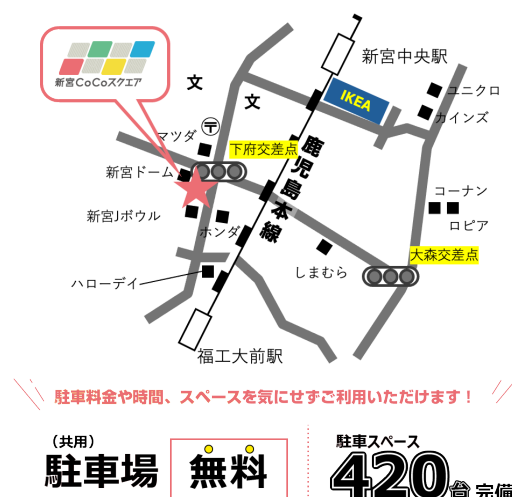 新宮中央駅
新宮CoCoスクエア
文
文
IKEA
ユニクロ
カインズ
〒
マツダ
下府交差点
鹿児島本線
新宮ドーム
コーナン
新宮Jボウル
ホンダ
ロピア
大森交差点
しまむら
ハローデイ
福工大前駅
駐車料金や時間、スペースを気にせずご利用いただけます！
（共用）
駐車場
無料
駐車スペース
420台完備